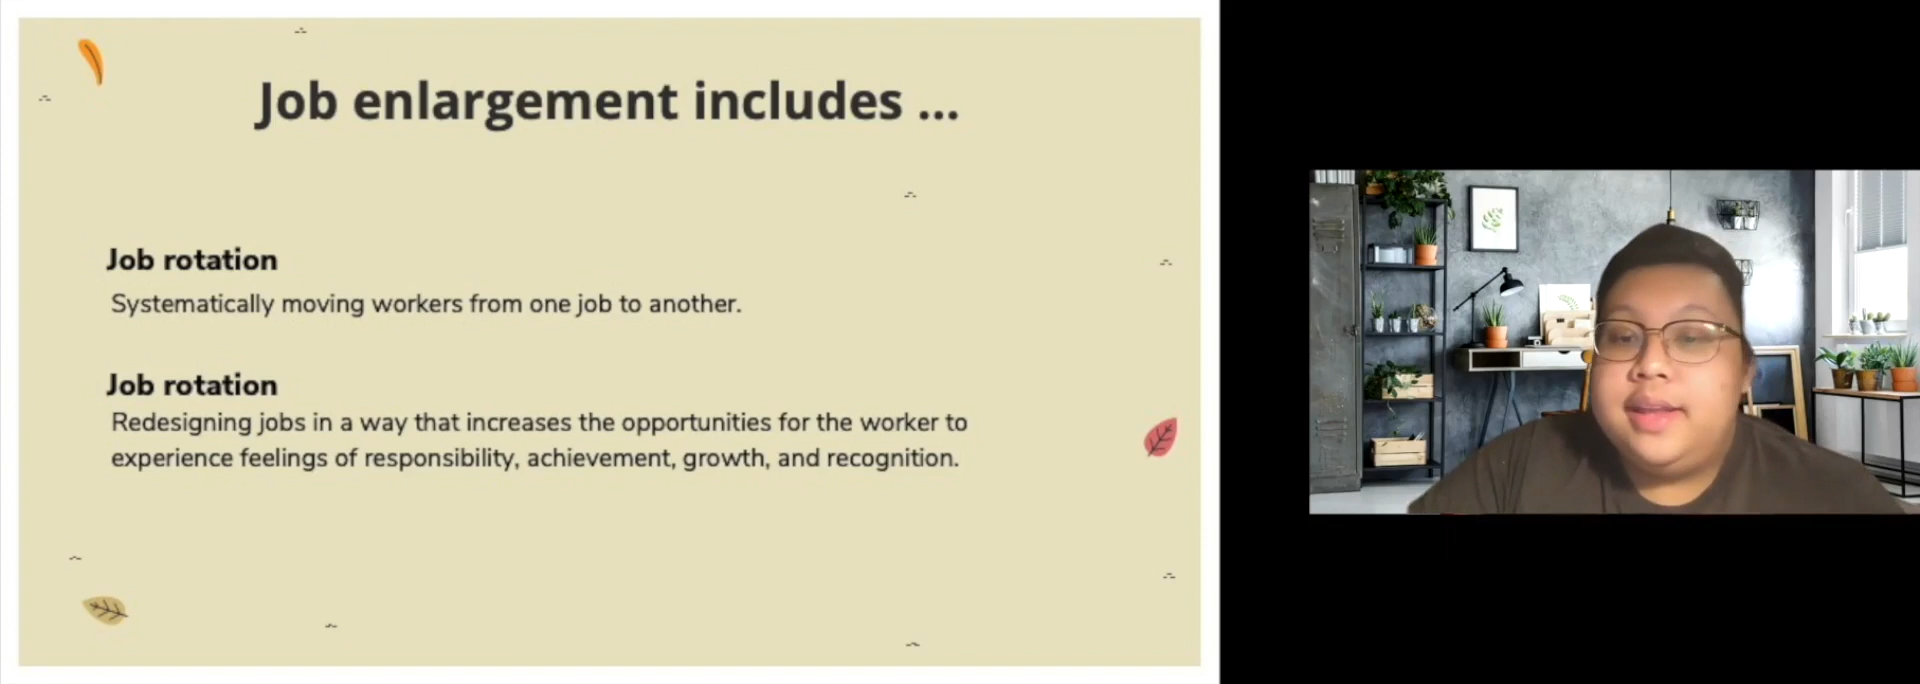 Job enlargement includes ...
Job rotation
Systematically moving workers from one job to another.
Job rotation
Redesigning jobs in a way that increases the opportunities for the worker to
experience feelings of responsibility, achievement, growth, and recognition.